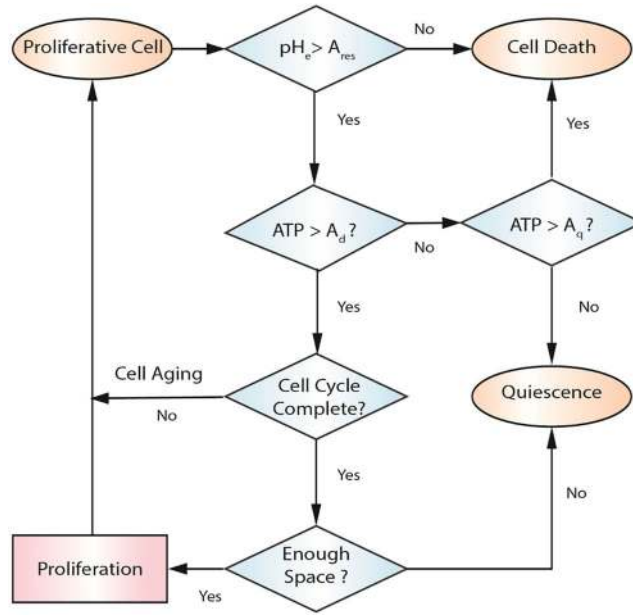 Proliferative Cell
pHe > Ares
No
Cell Death
Yes
Yes
ATP > Ad ?
No
ATP > Aq ?
Yes
No
Cell Aging
No
Cell Cycle
Complete?
Quiescence
Yes
No
Proliferation
Yes
Enough
Space ?